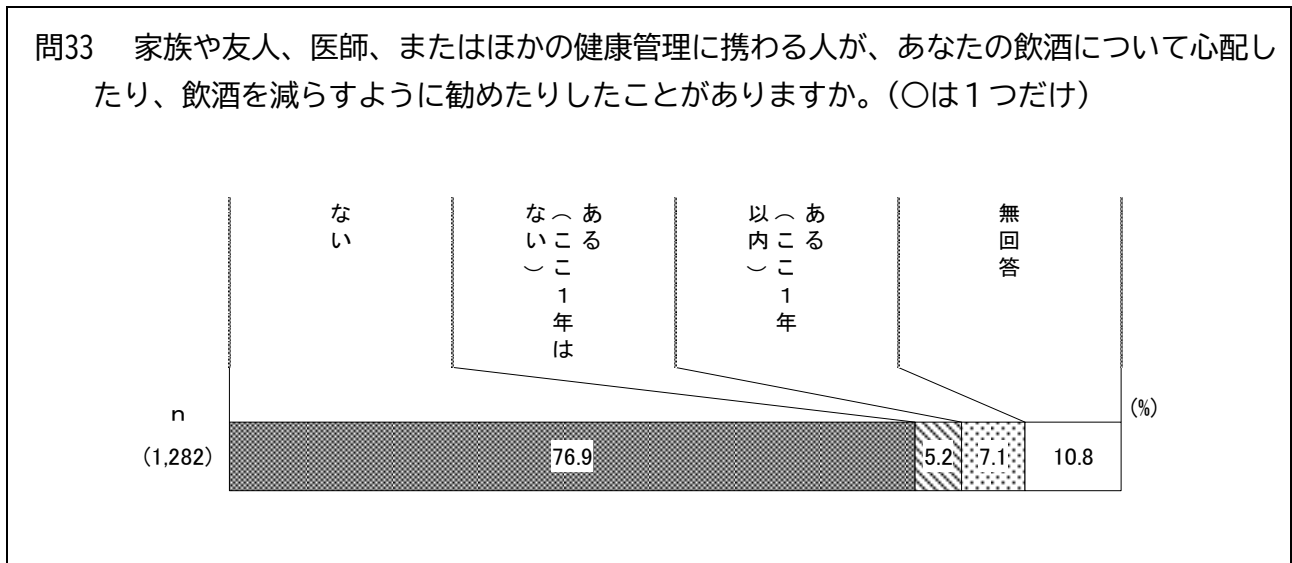 問33　家族や友人、医師、またはほかの健康管理に携わる人が、あなたの飲酒について心配し
たり、飲酒を減らすように勧めたりしたことがありますか。（○は１つだけ）
ない
ある
（ここ１年は
ない）
ある
（ここ１年
以内）
無回答
(%)
ｎ
(1,282)
76.9
5.2
7.1
10.8